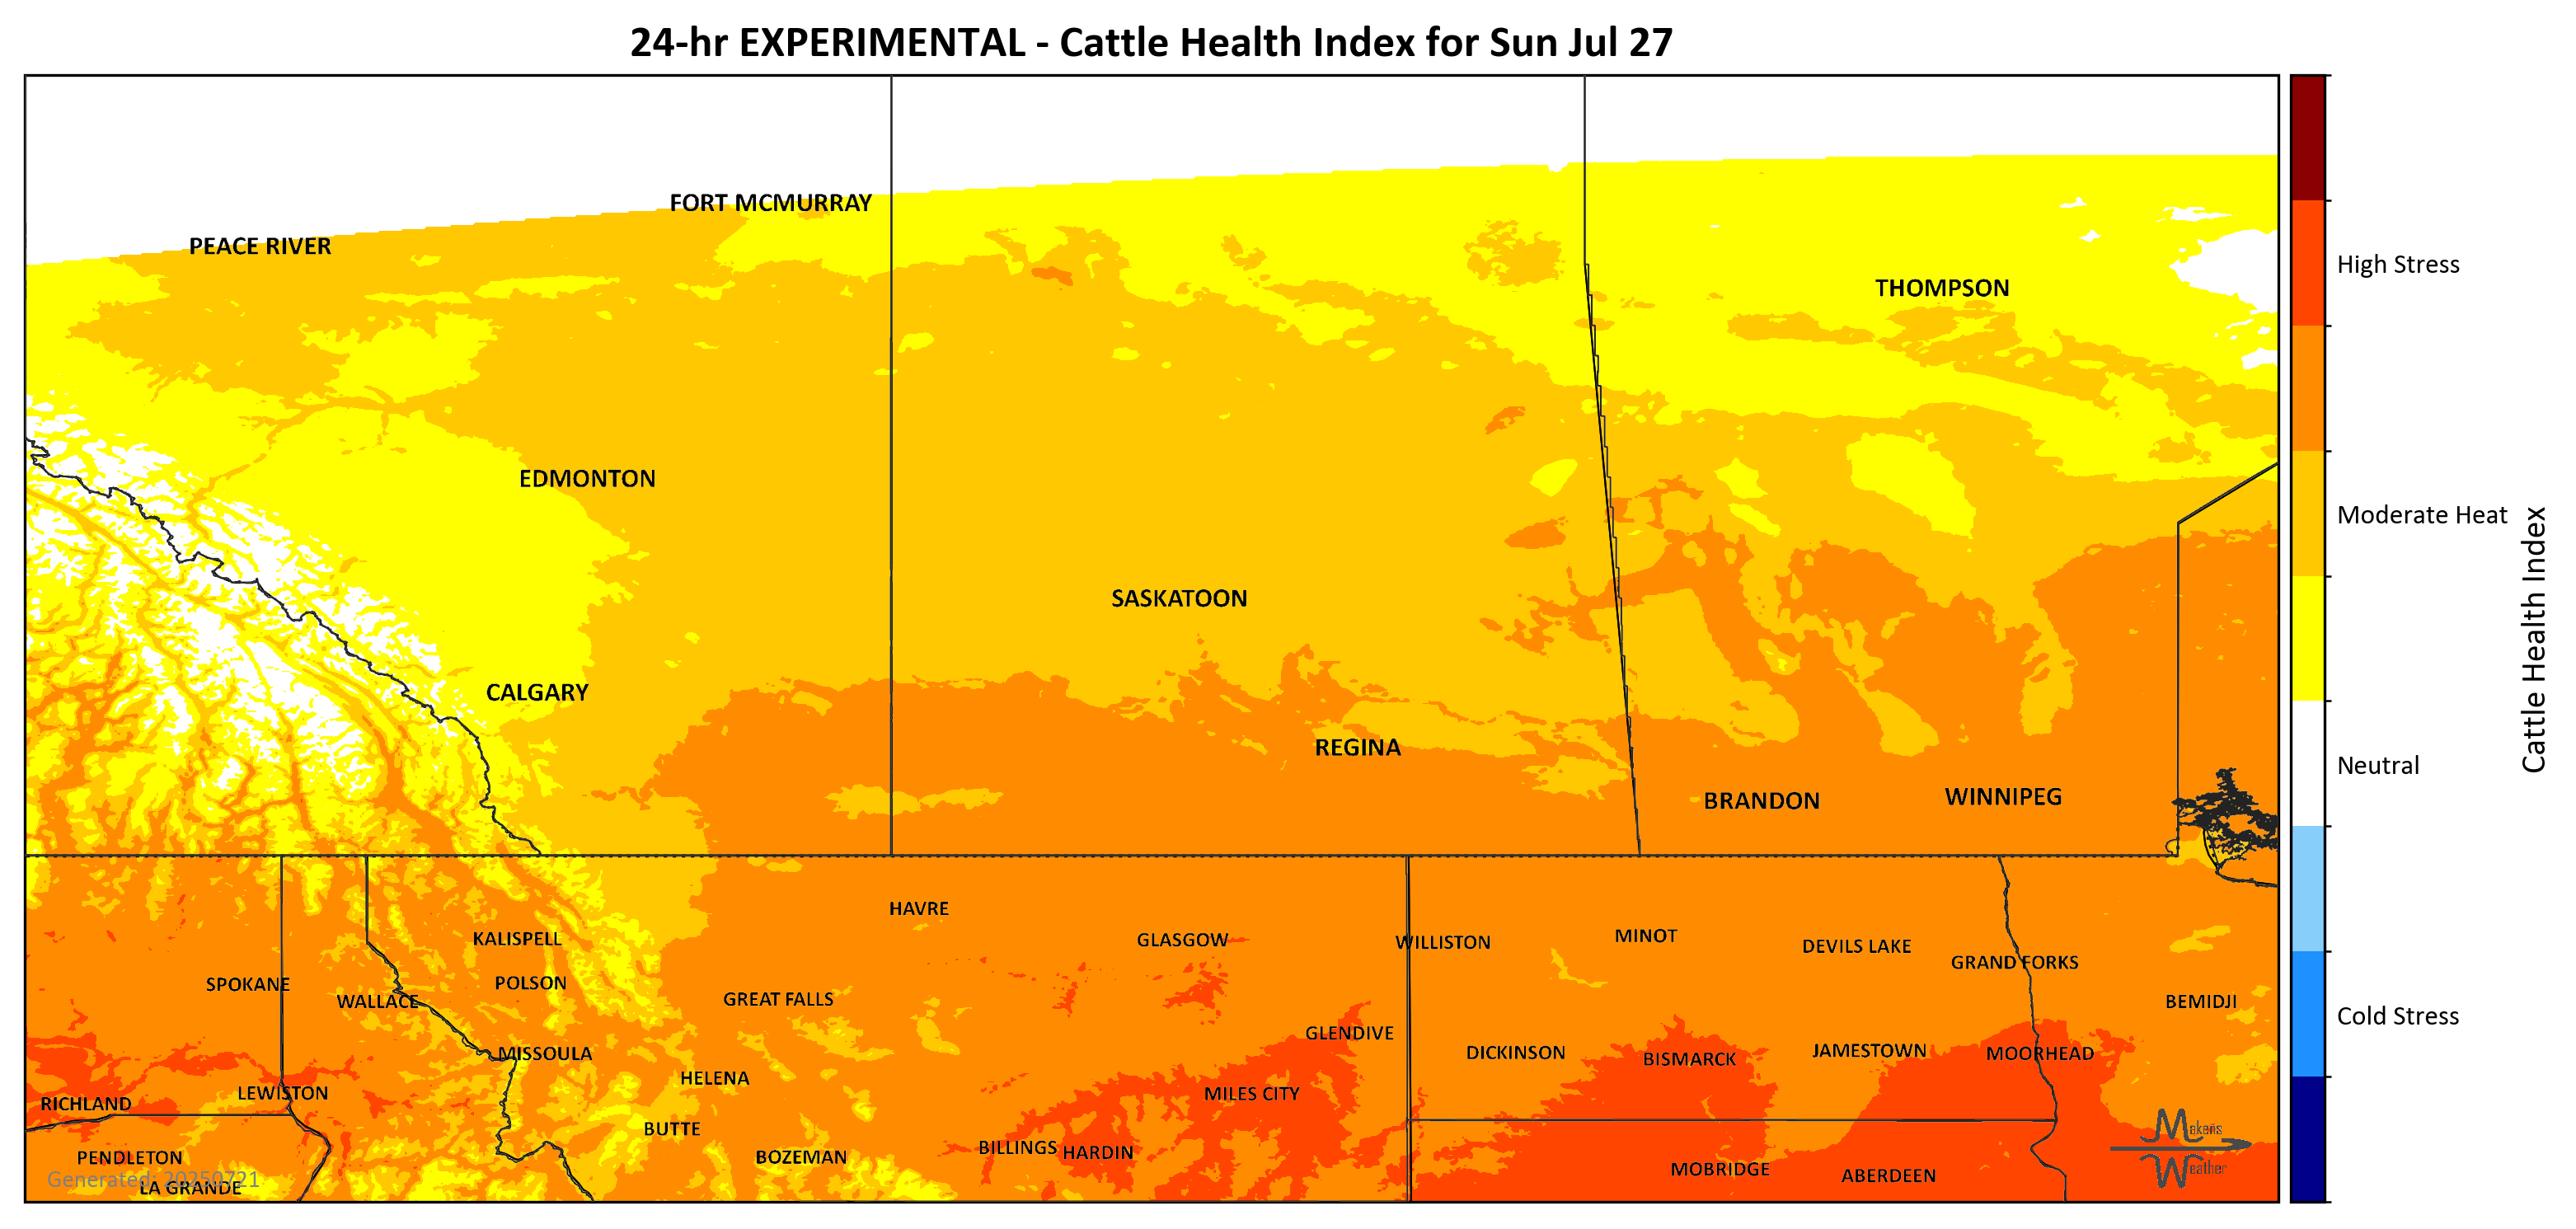 24-hr EXPERIMENTAL - Cattle Health Index for Sun Jul 27
FORT MCMURRAY
PEACE RIVER
THOMPSON
EDMONTON
SASKATOON
CALGARY
REGINA
BRANDON
WINNIPEG
HAVRE
KALISPELL
GLASGOW
WILLISTON
MINOT
DEVILS LAKE
GRAND FORKS
SPOKANE
POLSON
WALLACE
GREAT FALLS
BEMIDJI
GLENDIVE
MISSOULA
DICKINSON
BISMARCK
JAMESTOWN
MOORHEAD
HELENA
LEWISTON
MILES CITY
RICHLAND
BUTTE
BILLINGS
HARDIN
PENDLETON
BOZEMAN
MOBRIDGE
ABERDEEN
Generated: 20250721
LA GRANDE
Makens
Weather
High Stress
Moderate Heat
Neutral
Cold Stress
Cattle Health Index